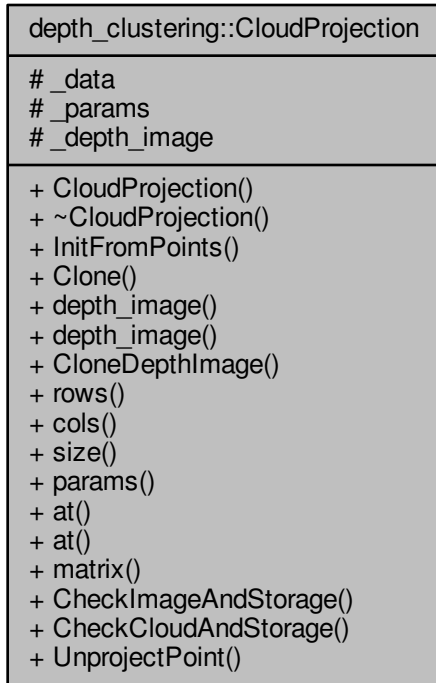 depth_clustering::CloudProjection
# _data
# _params
# _depth_image
+ CloudProjection()
+ ~CloudProjection()
+ InitFromPoints()
+ Clone()
+ depth_image()
+ depth_image()
+ CloneDepthImage()
+ rows()
+ cols()
+ size()
+ params()
+ at()
+ at()
+ matrix()
+ CheckImageAndStorage()
+ CheckCloudAndStorage()
+ UnprojectPoint()